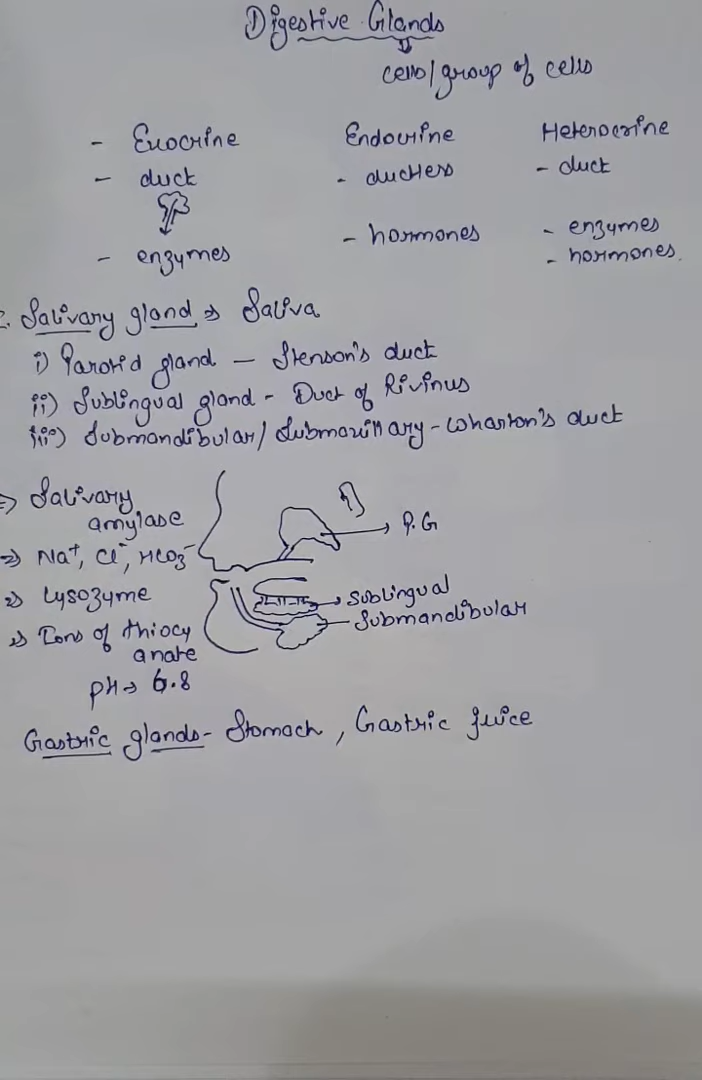 Digestive Glands
cells/group of cells
- Exocrine Endocrine Heterocrine
- duct - ductless - duct
- enzymes - hormones - enzymes
- hormones.
Salivary gland → Saliva
i) Parotid gland - Stenson's duct
ii) Sublingual gland - Duct of Rivinus
iii) Submandibular/Submaxillary - Wharton's duct
⇒ Salivary
amylase
P.G
⇒ Na+, Cl-, HCO3-
⇒ Lysozyme
→ Sublingual
Submandibular
⇒ Ions of thiocy
anate
pH → 6.8
Gastric glands - Stomach, Gastric juice